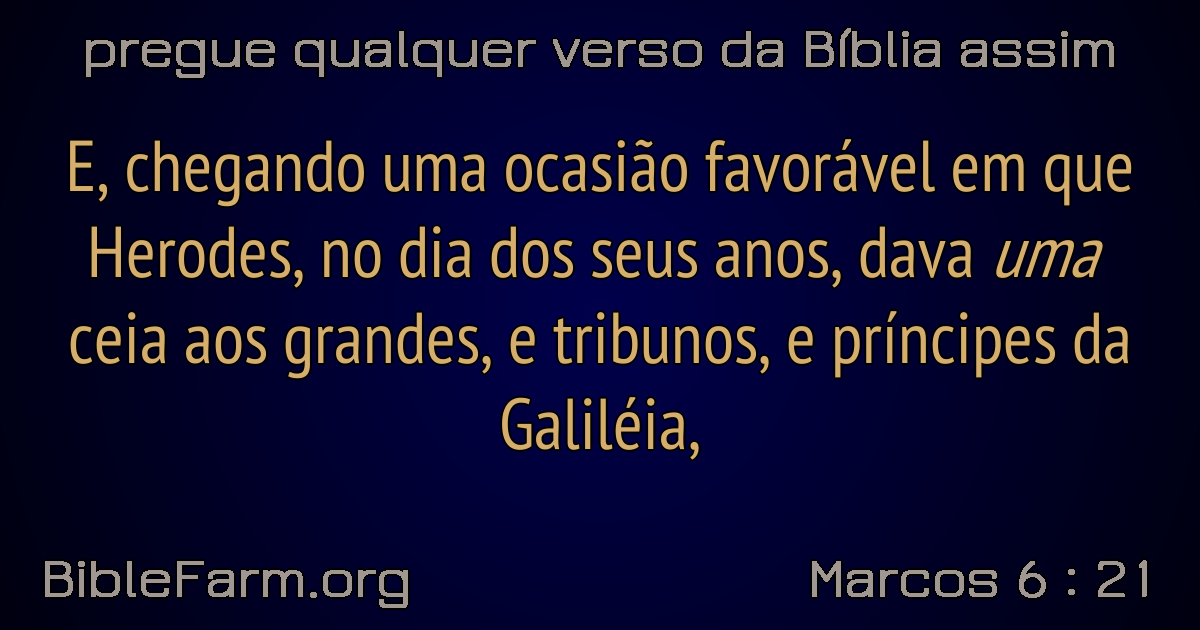 pregue qualquer verso da Bíblia assim
E, chegando uma ocasião favorável em que
Herodes, no dia dos seus anos, dava uma
ceia aos grandes, e tribunos, e príncipes da
Galiléia,
BibleFarm.org
Marcos 6 : 21